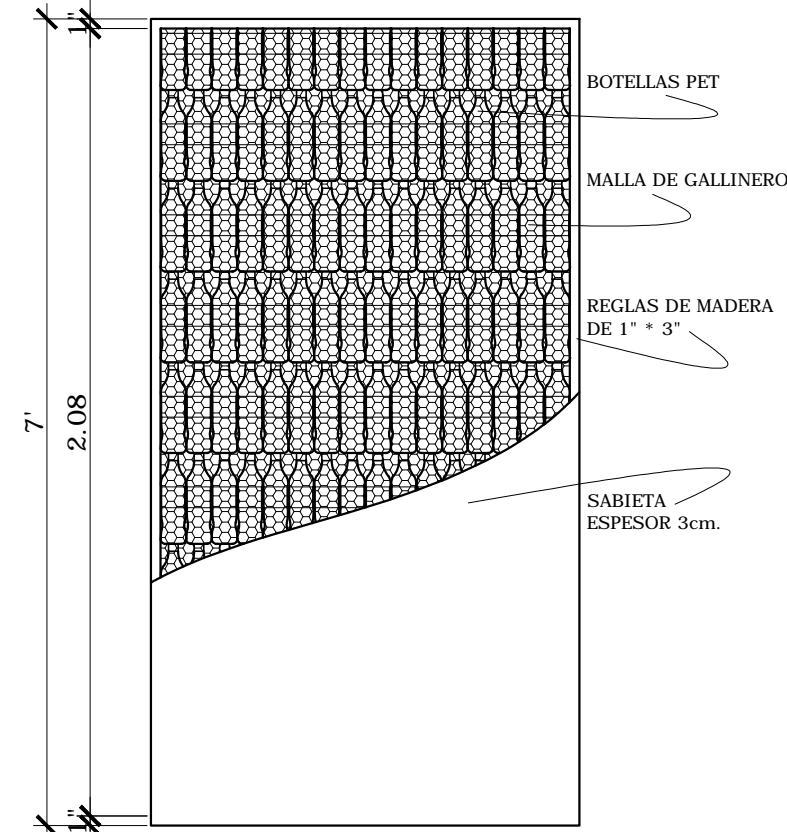 1"
BOTELLAS PET
MALLA DE GALLINERO
REGLAS DE MADERA
DE 1" * 3"
7'
2.08
SABIETA
ESPESOR 3cm.
1"